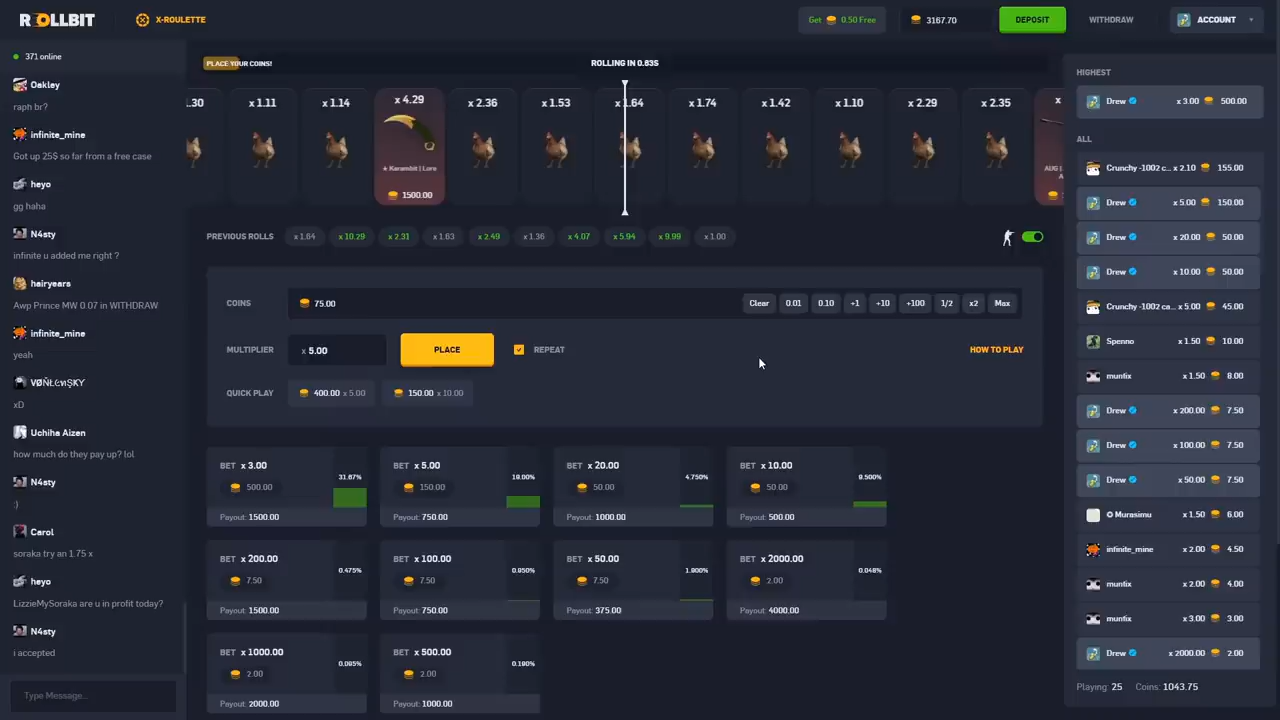 ROLLBIT
X-ROULETTE
Get 0.50 Free
3167.70
DEPOSIT
WITHDRAW
ACCOUNT
371 online
Oakley
raph br?
infinite_mine
Got up 25$ so far from a free case
heyo
gg haha
N4sty
infinite u added me right ?
hairyears
Awp Prince MW 0.07 in WITHDRAW
infinite_mine
yeah
xD
Uchiha Aizen
how much do they pay up? lol
N4sty
:)
Carol
soraka try an 1.75 x
heyo
LizzieMySoraka are u in profit today?
N4sty
i accepted
Type Message...
PLACE YOUR COINS!
ROLLING IN 0.83S
1.30
x 1.11
x 1.14
x 4.29
★ Karambit | Lore
1500.00
x 2.36
x 1.53
x 1.64
x 1.74
x 1.42
x 1.10
x 2.29
x 2.35
x
AUG |
PREVIOUS ROLLS
x 1.64
x 10.29
x 2.31
x 1.63
x 2.49
x 1.36
x 4.07
x 5.94
x 9.99
x 1.00
COINS
75.00
Clear
0.01
0.10
+1
+10
+100
1/2
x2
Max
MULTIPLIER
x 5.00
PLACE
REPEAT
HOW TO PLAY
QUICK PLAY
400.00 x 5.00
150.00 x 10.00
BET x 3.00
500.00
31.67%
Payout: 1500.00
BET x 5.00
150.00
19.00%
Payout: 750.00
BET x 20.00
50.00
4.750%
Payout: 1000.00
BET x 10.00
50.00
9.500%
Payout: 500.00
BET x 200.00
7.50
0.475%
Payout: 1500.00
BET x 100.00
7.50
0.950%
Payout: 750.00
BET x 50.00
7.50
1.900%
Payout: 375.00
BET x 2000.00
2.00
0.048%
Payout: 4000.00
BET x 1000.00
2.00
0.095%
Payout: 2000.00
BET x 500.00
2.00
0.190%
Payout: 1000.00
HIGHEST
Drew x 3.00 500.00
ALL
Crunchy -100z c... x 2.10 155.00
Drew x 5.00 150.00
Drew x 20.00 50.00
Drew x 10.00 50.00
Crunchy -100z ca... x 5.00 45.00
Spenno x 1.50 10.00
muntix x 1.50 8.00
Drew x 200.00 7.50
Drew x 100.00 7.50
Drew x 50.00 7.50
✪ Murasimu x 1.50 6.00
infinite_mine x 2.00 4.50
muntix x 2.00 4.00
muntix x 3.00 3.00
Drew x 2000.00 2.00
Playing: 25 Coins: 1043.75